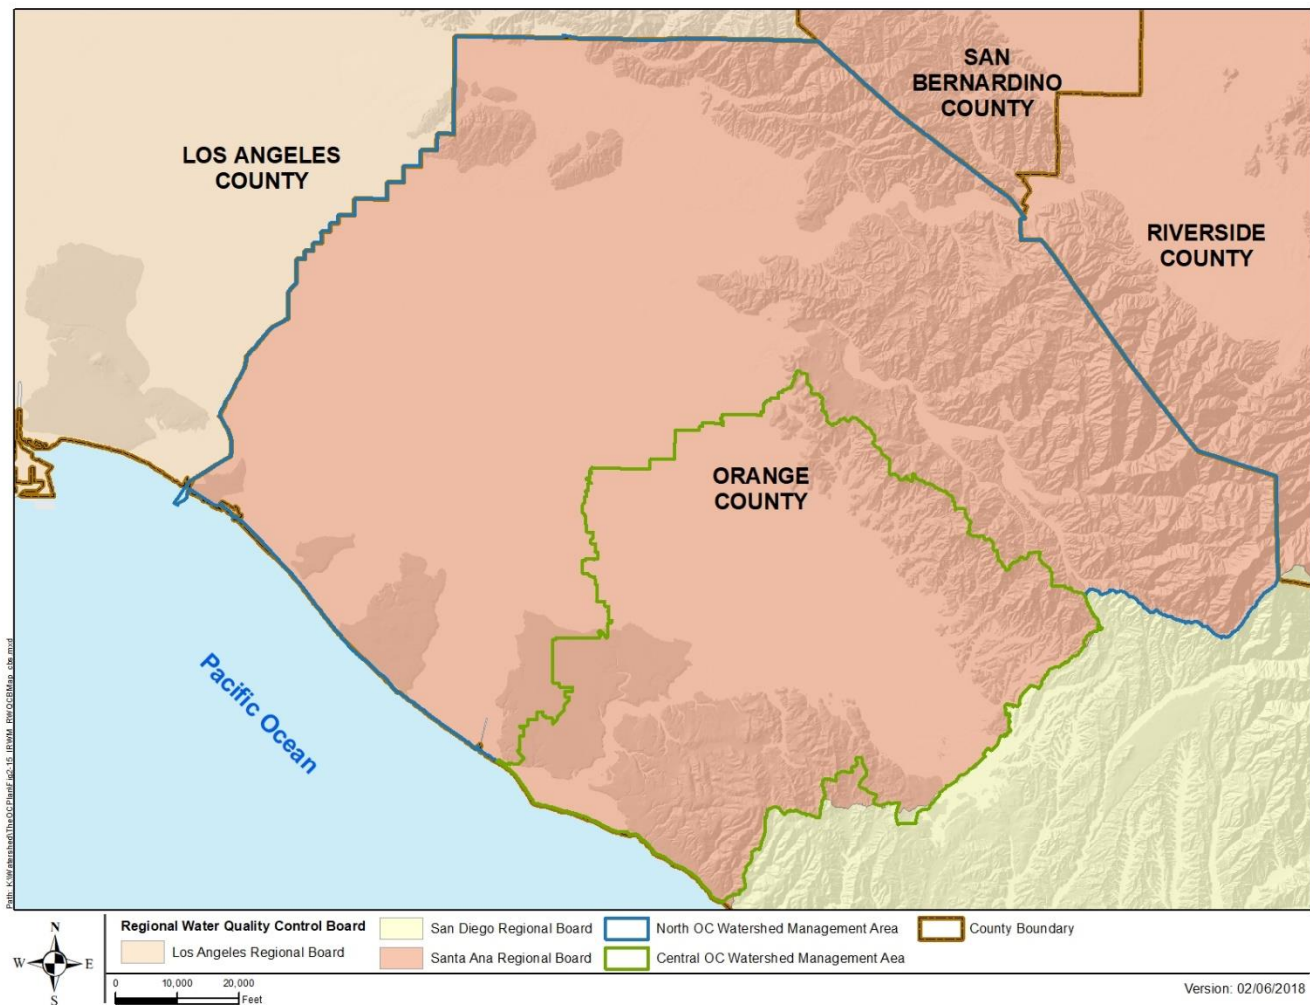 SAN
BERNARDINO
COUNTY
LOS ANGELES
COUNTY
RIVERSIDE
COUNTY
ORANGE
COUNTY
Pacific Ocean
N
W
E
S
Regional Water Quality Control Board
Los Angeles Regional Board
San Diego Regional Board
Santa Ana Regional Board
North OC Watershed Management Area
Central OC Watershed Management Aea
County Boundary
0 10,000 20,000
Feet
Version: 02/06/2018